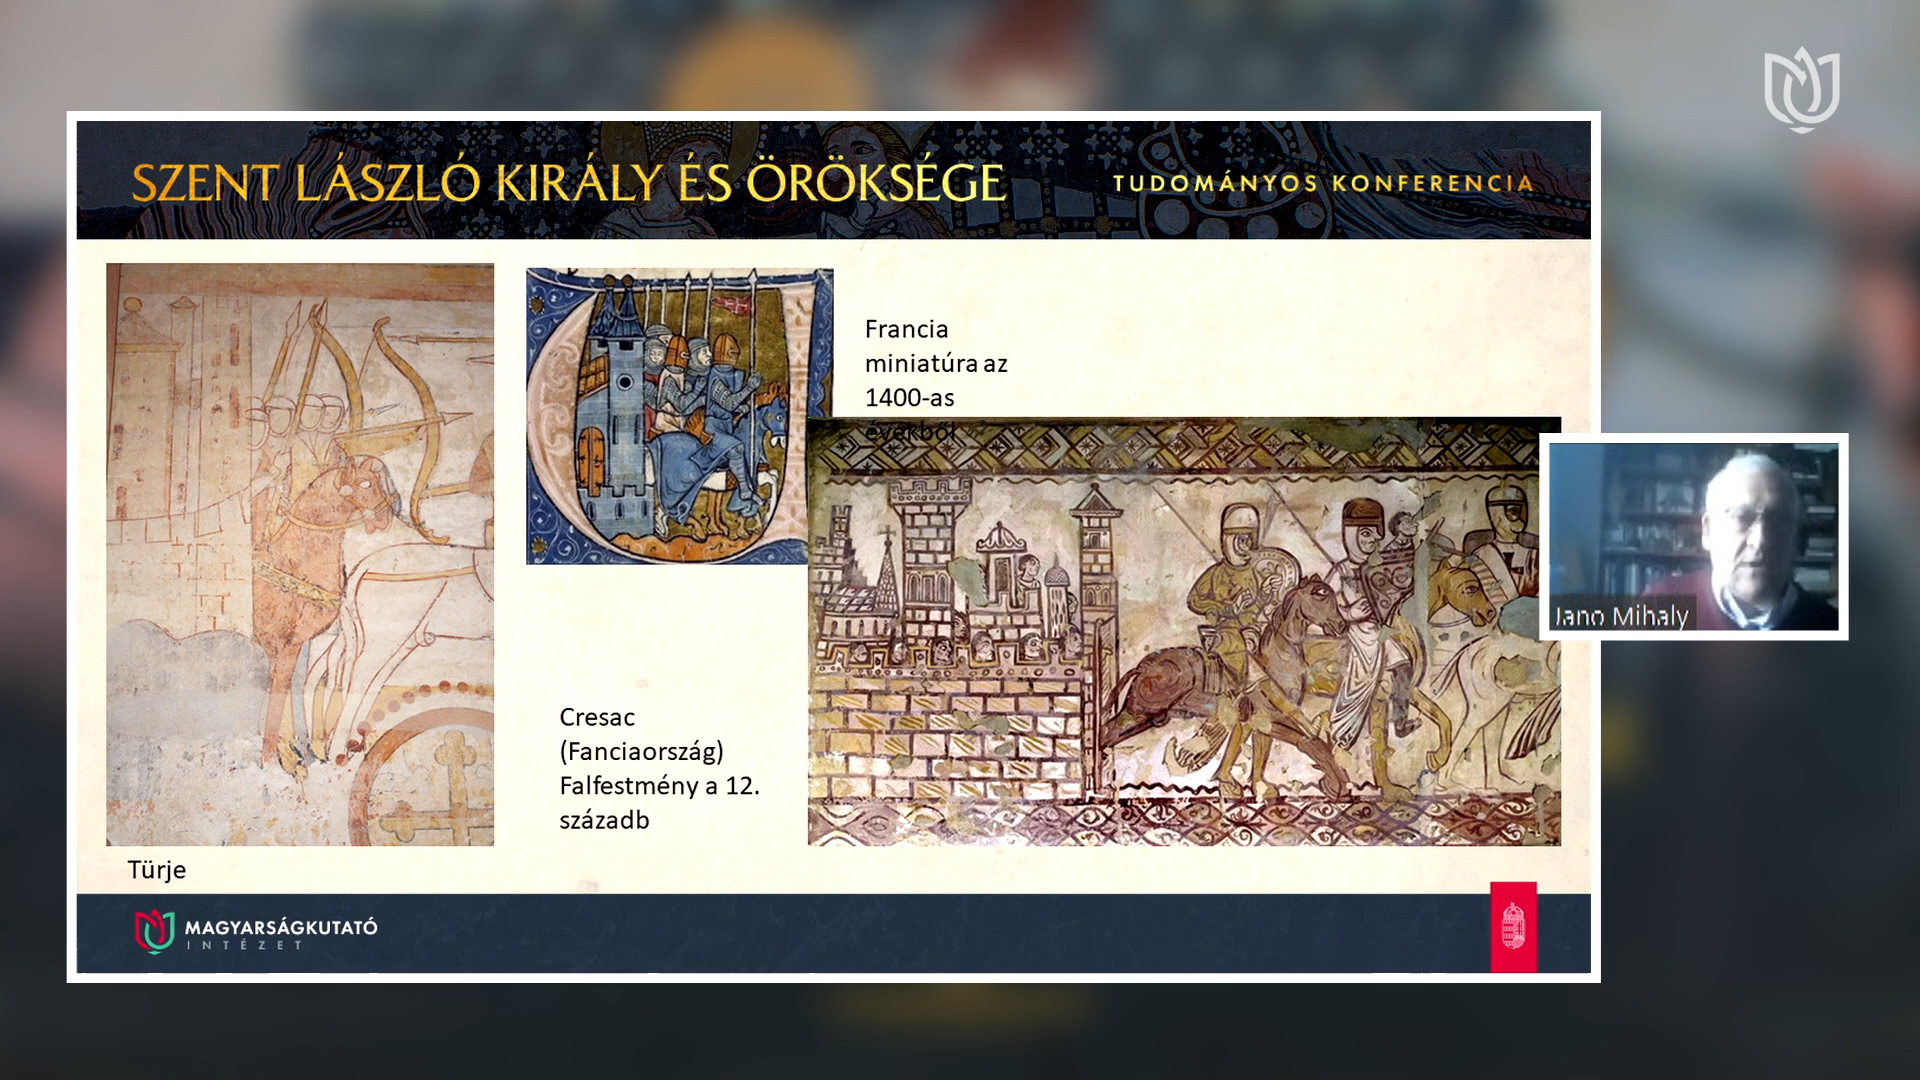 SZENT LÁSZLÓ KIRÁLY ÉS ÖRÖKSÉGE
TUDOMÁNYOS KONFERENCIA
Francia
miniatúra az
1400-as
évekből
Cresac
(Fanciaország)
Falfestmény a 12.
századb
Türje
Jano Mihaly
MAGYARSÁGKUTATÓ
INTÉZET